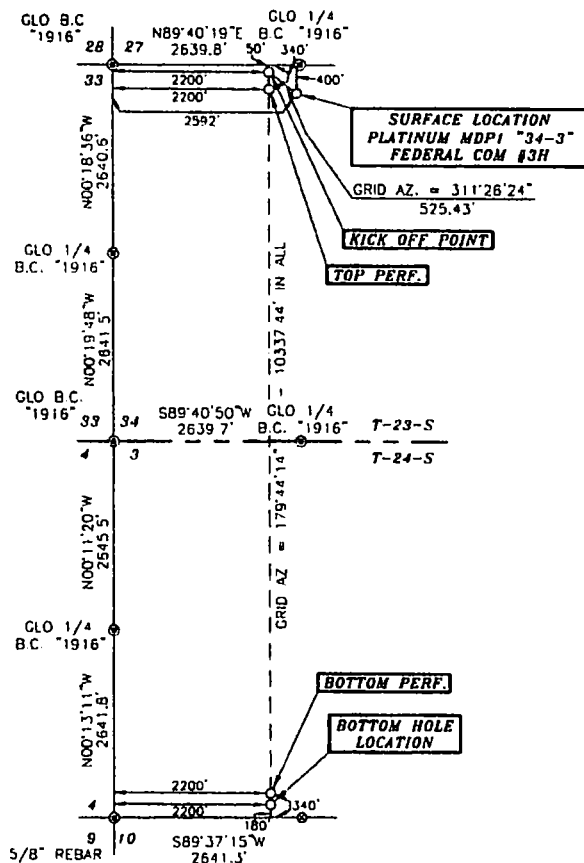 GLO B.C
"1916"
28 27
33
N89°40'19"E
2639.8'
GLO 1/4
B.C "1916"
50'
340'
400'
2200'
2200'
2592'
SURFACE LOCATION
PLATINUM MDP1 "34-3"
FEDERAL COM #3H
GRID AZ. = 311°26'24"
525.43'
KICK OFF POINT
TOP PERF.
N00°18'36"W
2640.6'
GLO 1/4
B.C. "1916"
N00°19'48"W
2641.5'
GLO B.C.
"1916"
33 34
4 3
S89°40'50"W
2639.7'
GLO 1/4
B.C. "1916"
T-23-S
T-24-S
GRID AZ = 179°44'14" - 10337.44' IN ALL
N00°11'20"W
2645.5'
GLO 1/4
B.C. "1916"
N00°13'11"W
2641.8'
BOTTOM PERF.
BOTTOM HOLE
LOCATION
2200'
2200'
340'
180'
4
9 10
5/8" REBAR
S89°37'15"W
2641.3'